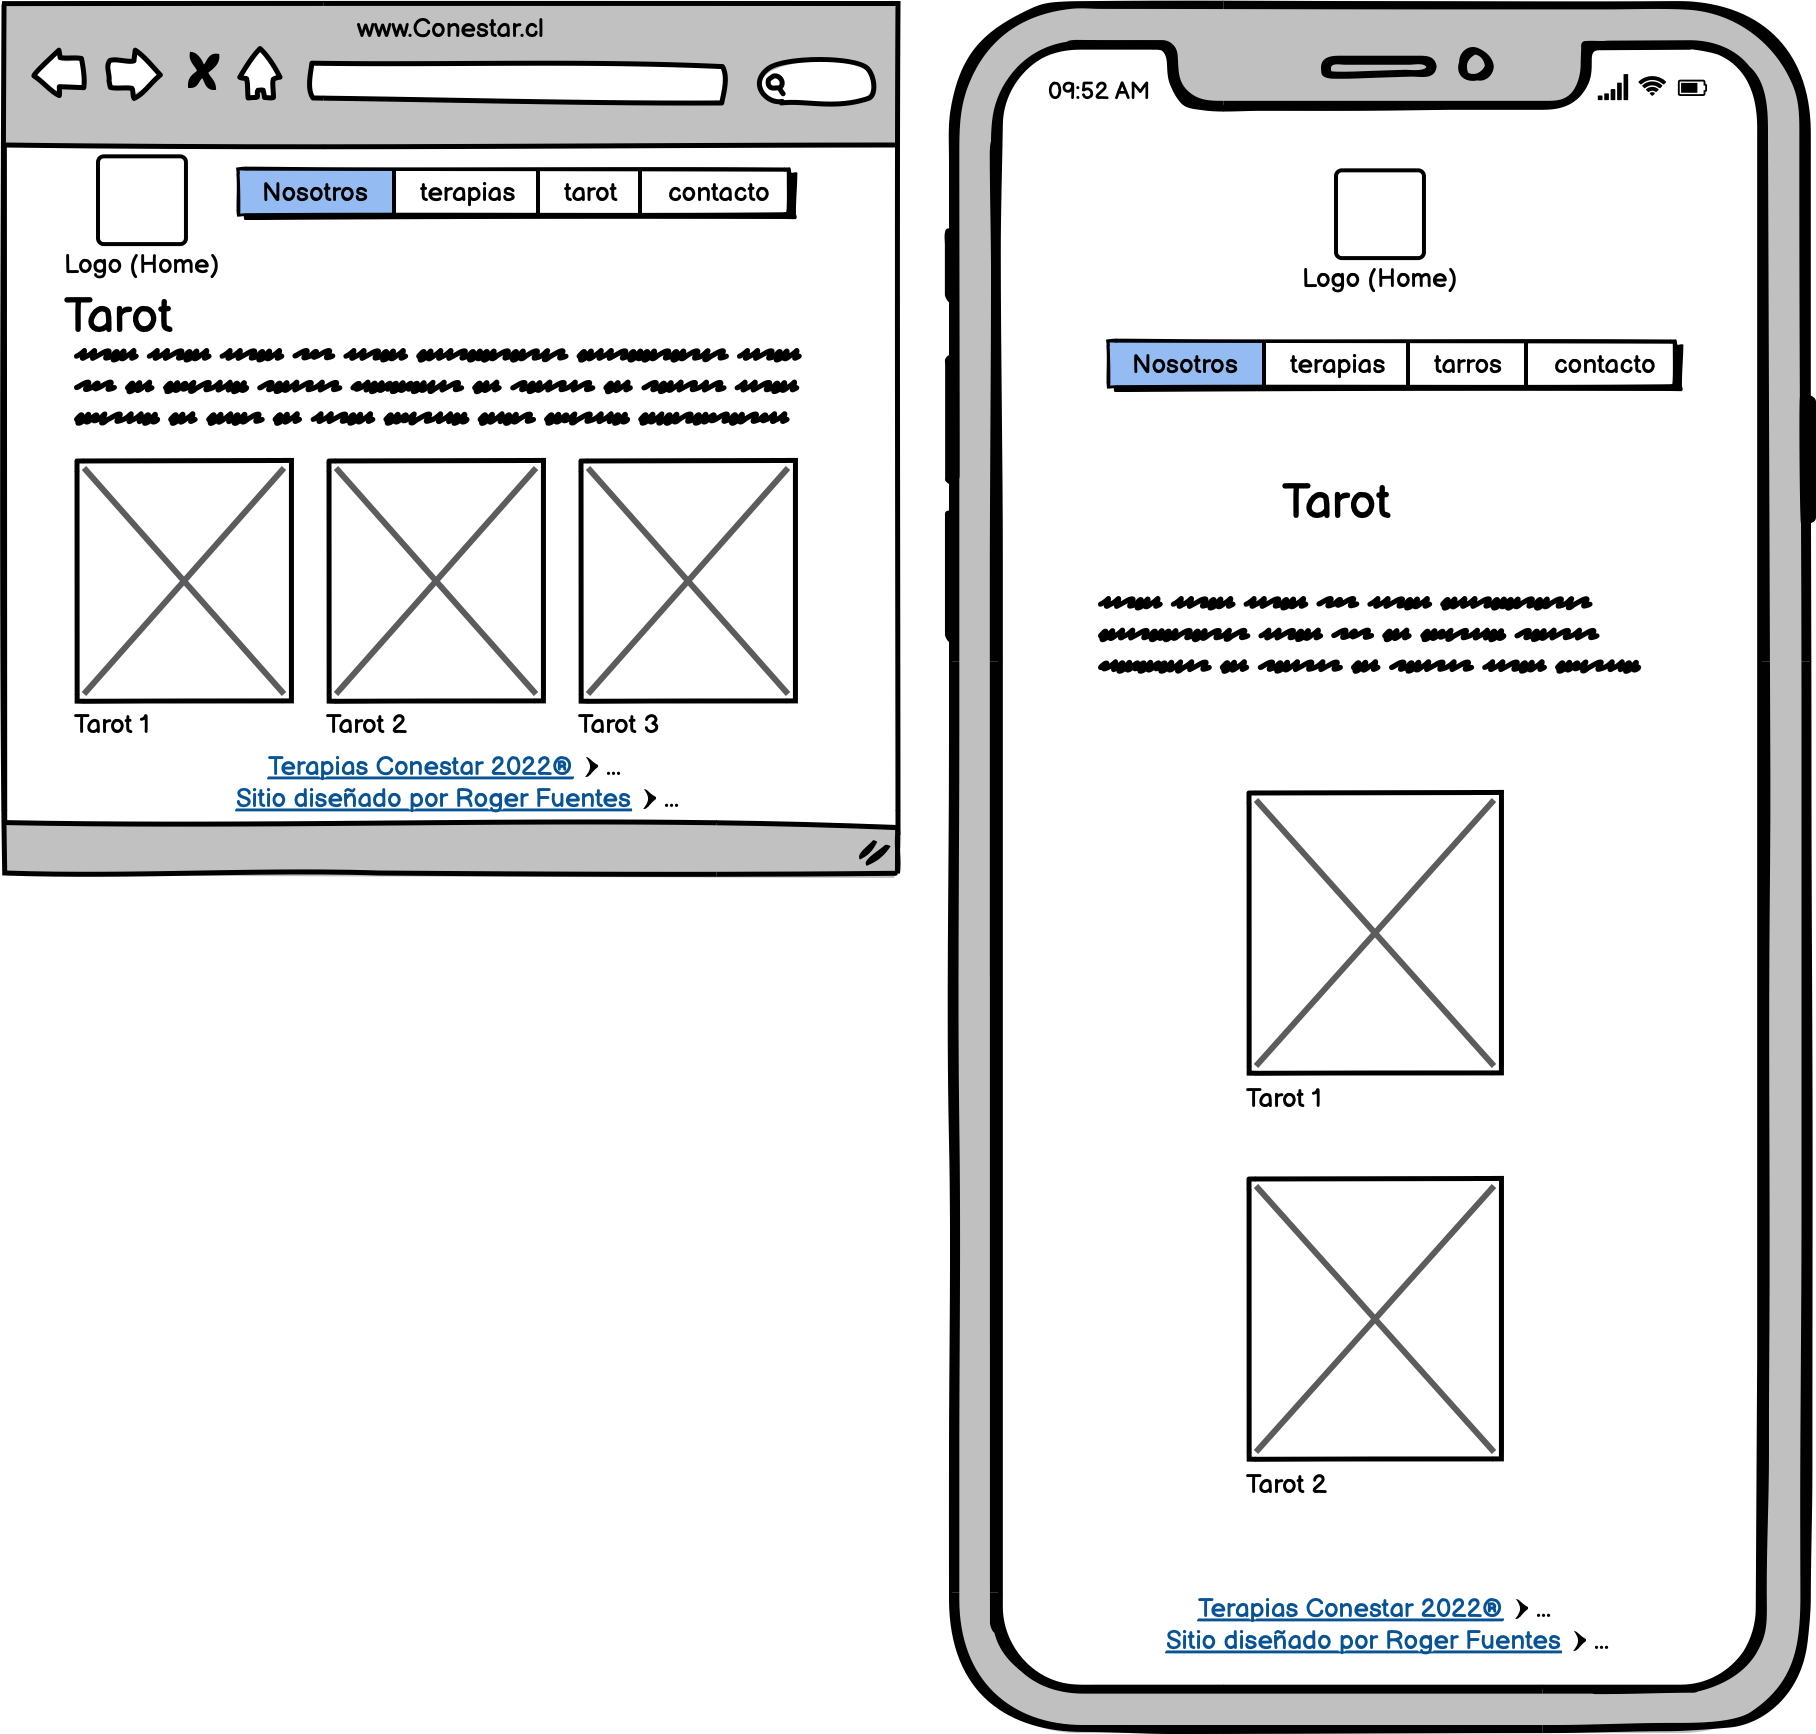 www.Conestar.cl
Nosotros terapias tarot contacto
Logo (Home)
Tarot
Tarot 1 Tarot 2 Tarot 3
Terapias Conestar 2022® ...
Sitio diseñado por Roger Fuentes ...
09:52 AM
Logo (Home)
Nosotros terapias tarros contacto
Tarot
Tarot 1
Tarot 2
Terapias Conestar 2022® ...
Sitio diseñado por Roger Fuentes ...